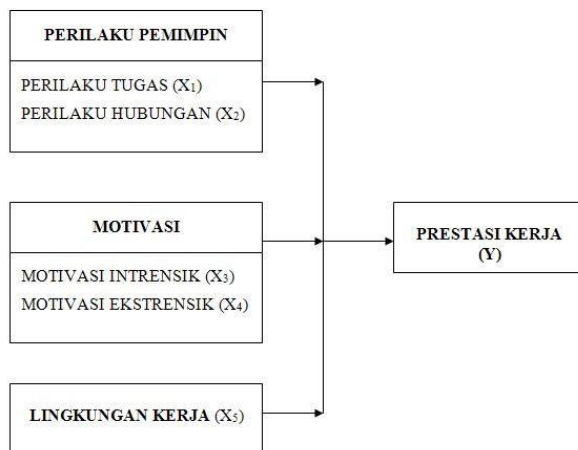 PERILAKU PEMIMPIN
PERILAKU TUGAS (X₁)
PERILAKU HUBUNGAN (X₂)
MOTIVASI
MOTIVASI INTRENSIK (X₃)
MOTIVASI EKSTRENSIK (X₄)
LINGKUNGAN KERJA (X₅)
PRESTASI KERJA
(Y)